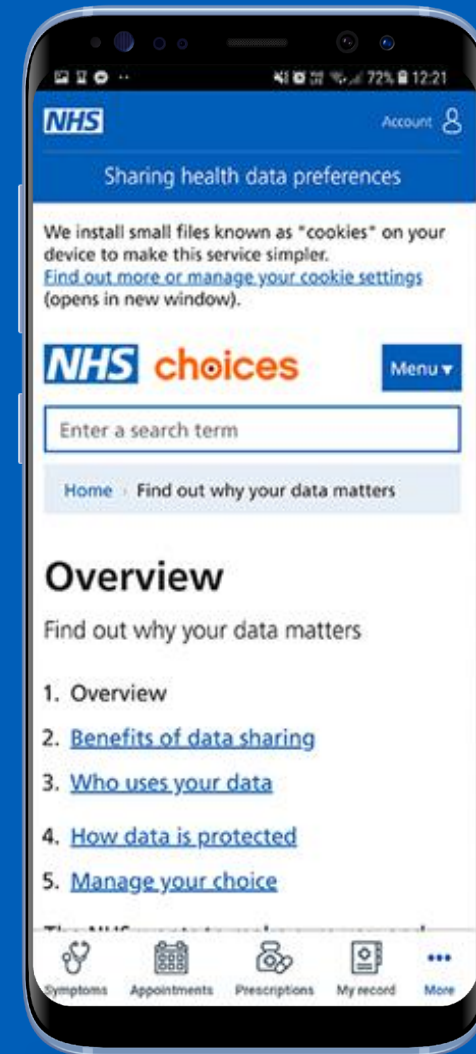 72% 12:21
NHS Account
Sharing health data preferences
We install small files known as "cookies" on your
device to make this service simpler.
Find out more or manage your cookie settings
(opens in new window).
NHS choices Menu ▾
Enter a search term
Home Find out why your data matters
Overview
Find out why your data matters
1. Overview
2. Benefits of data sharing
3. Who uses your data
4. How data is protected
5. Manage your choice
Symptoms Appointments Prescriptions My record More